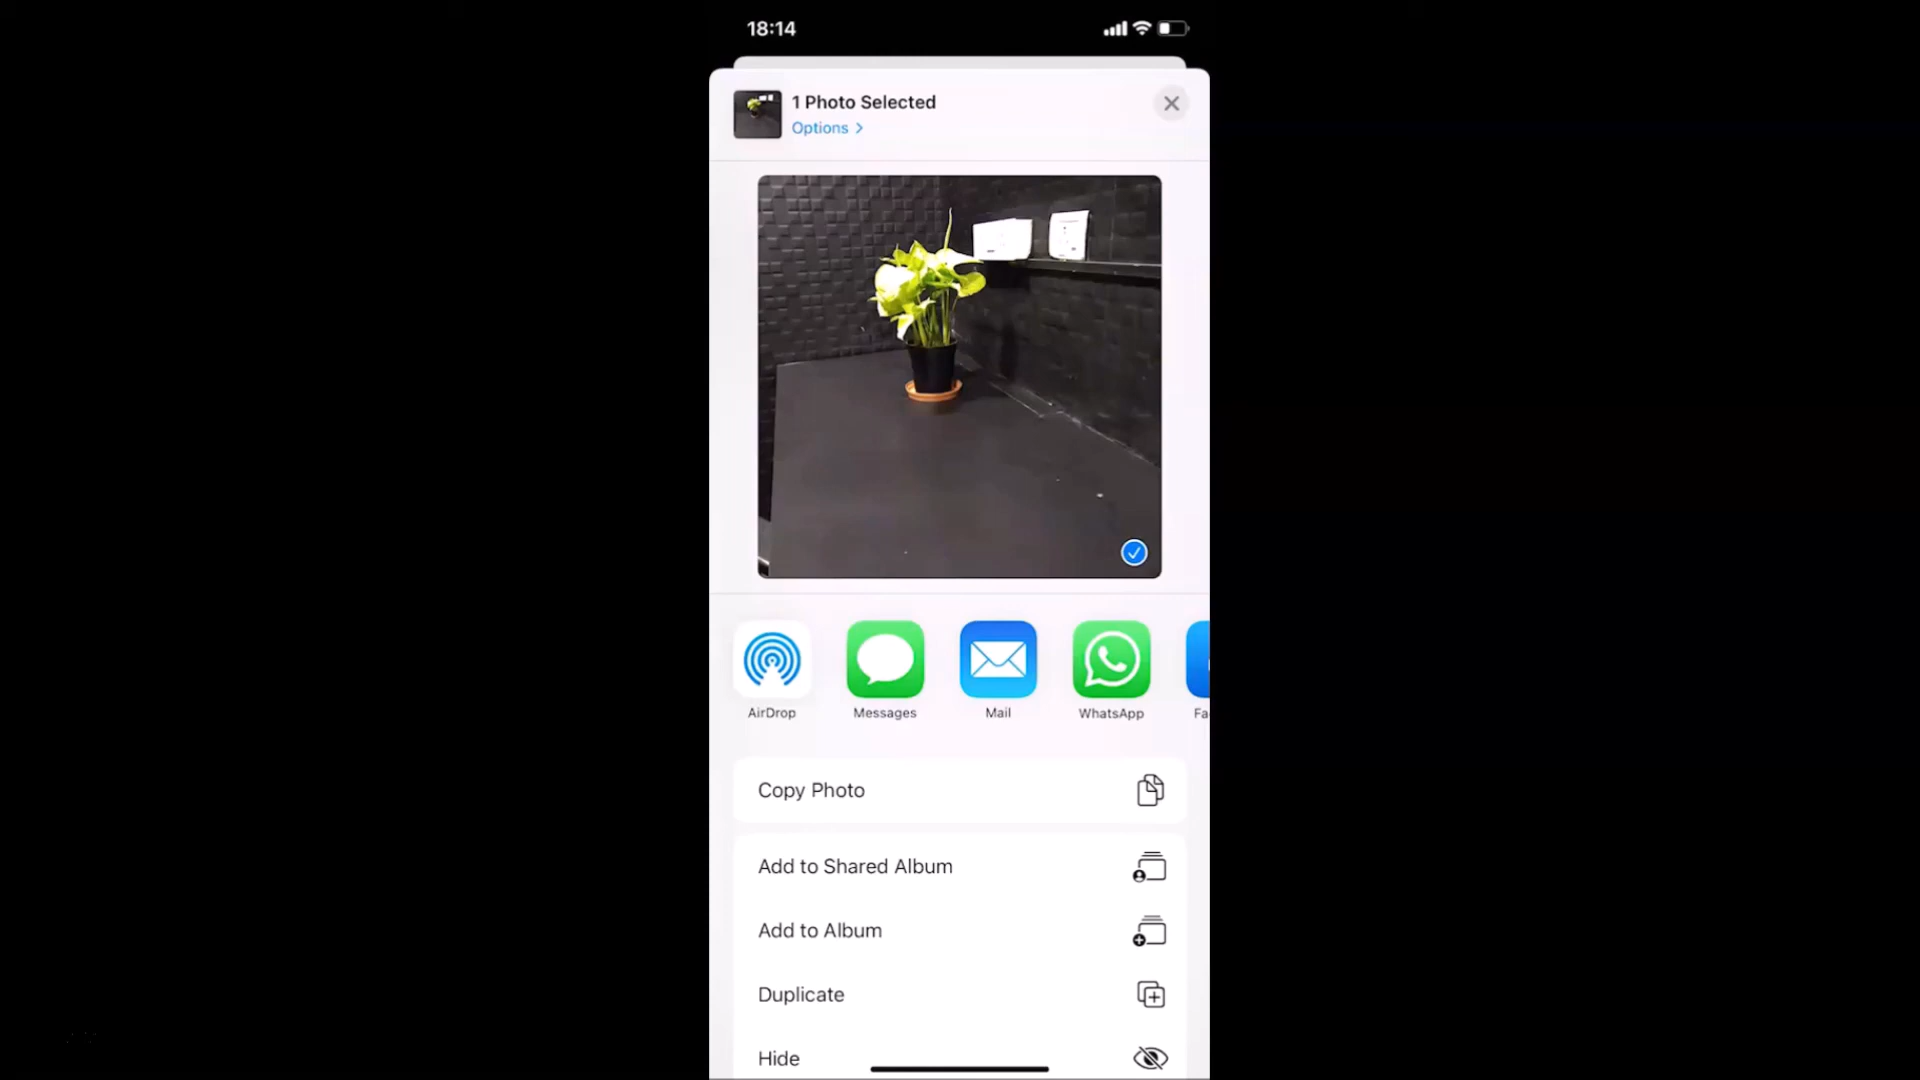 18:14
1 Photo Selected
Options >
AirDrop
Messages
Mail
WhatsApp
Fa
Copy Photo
Add to Shared Album
Add to Album
Duplicate
Hide